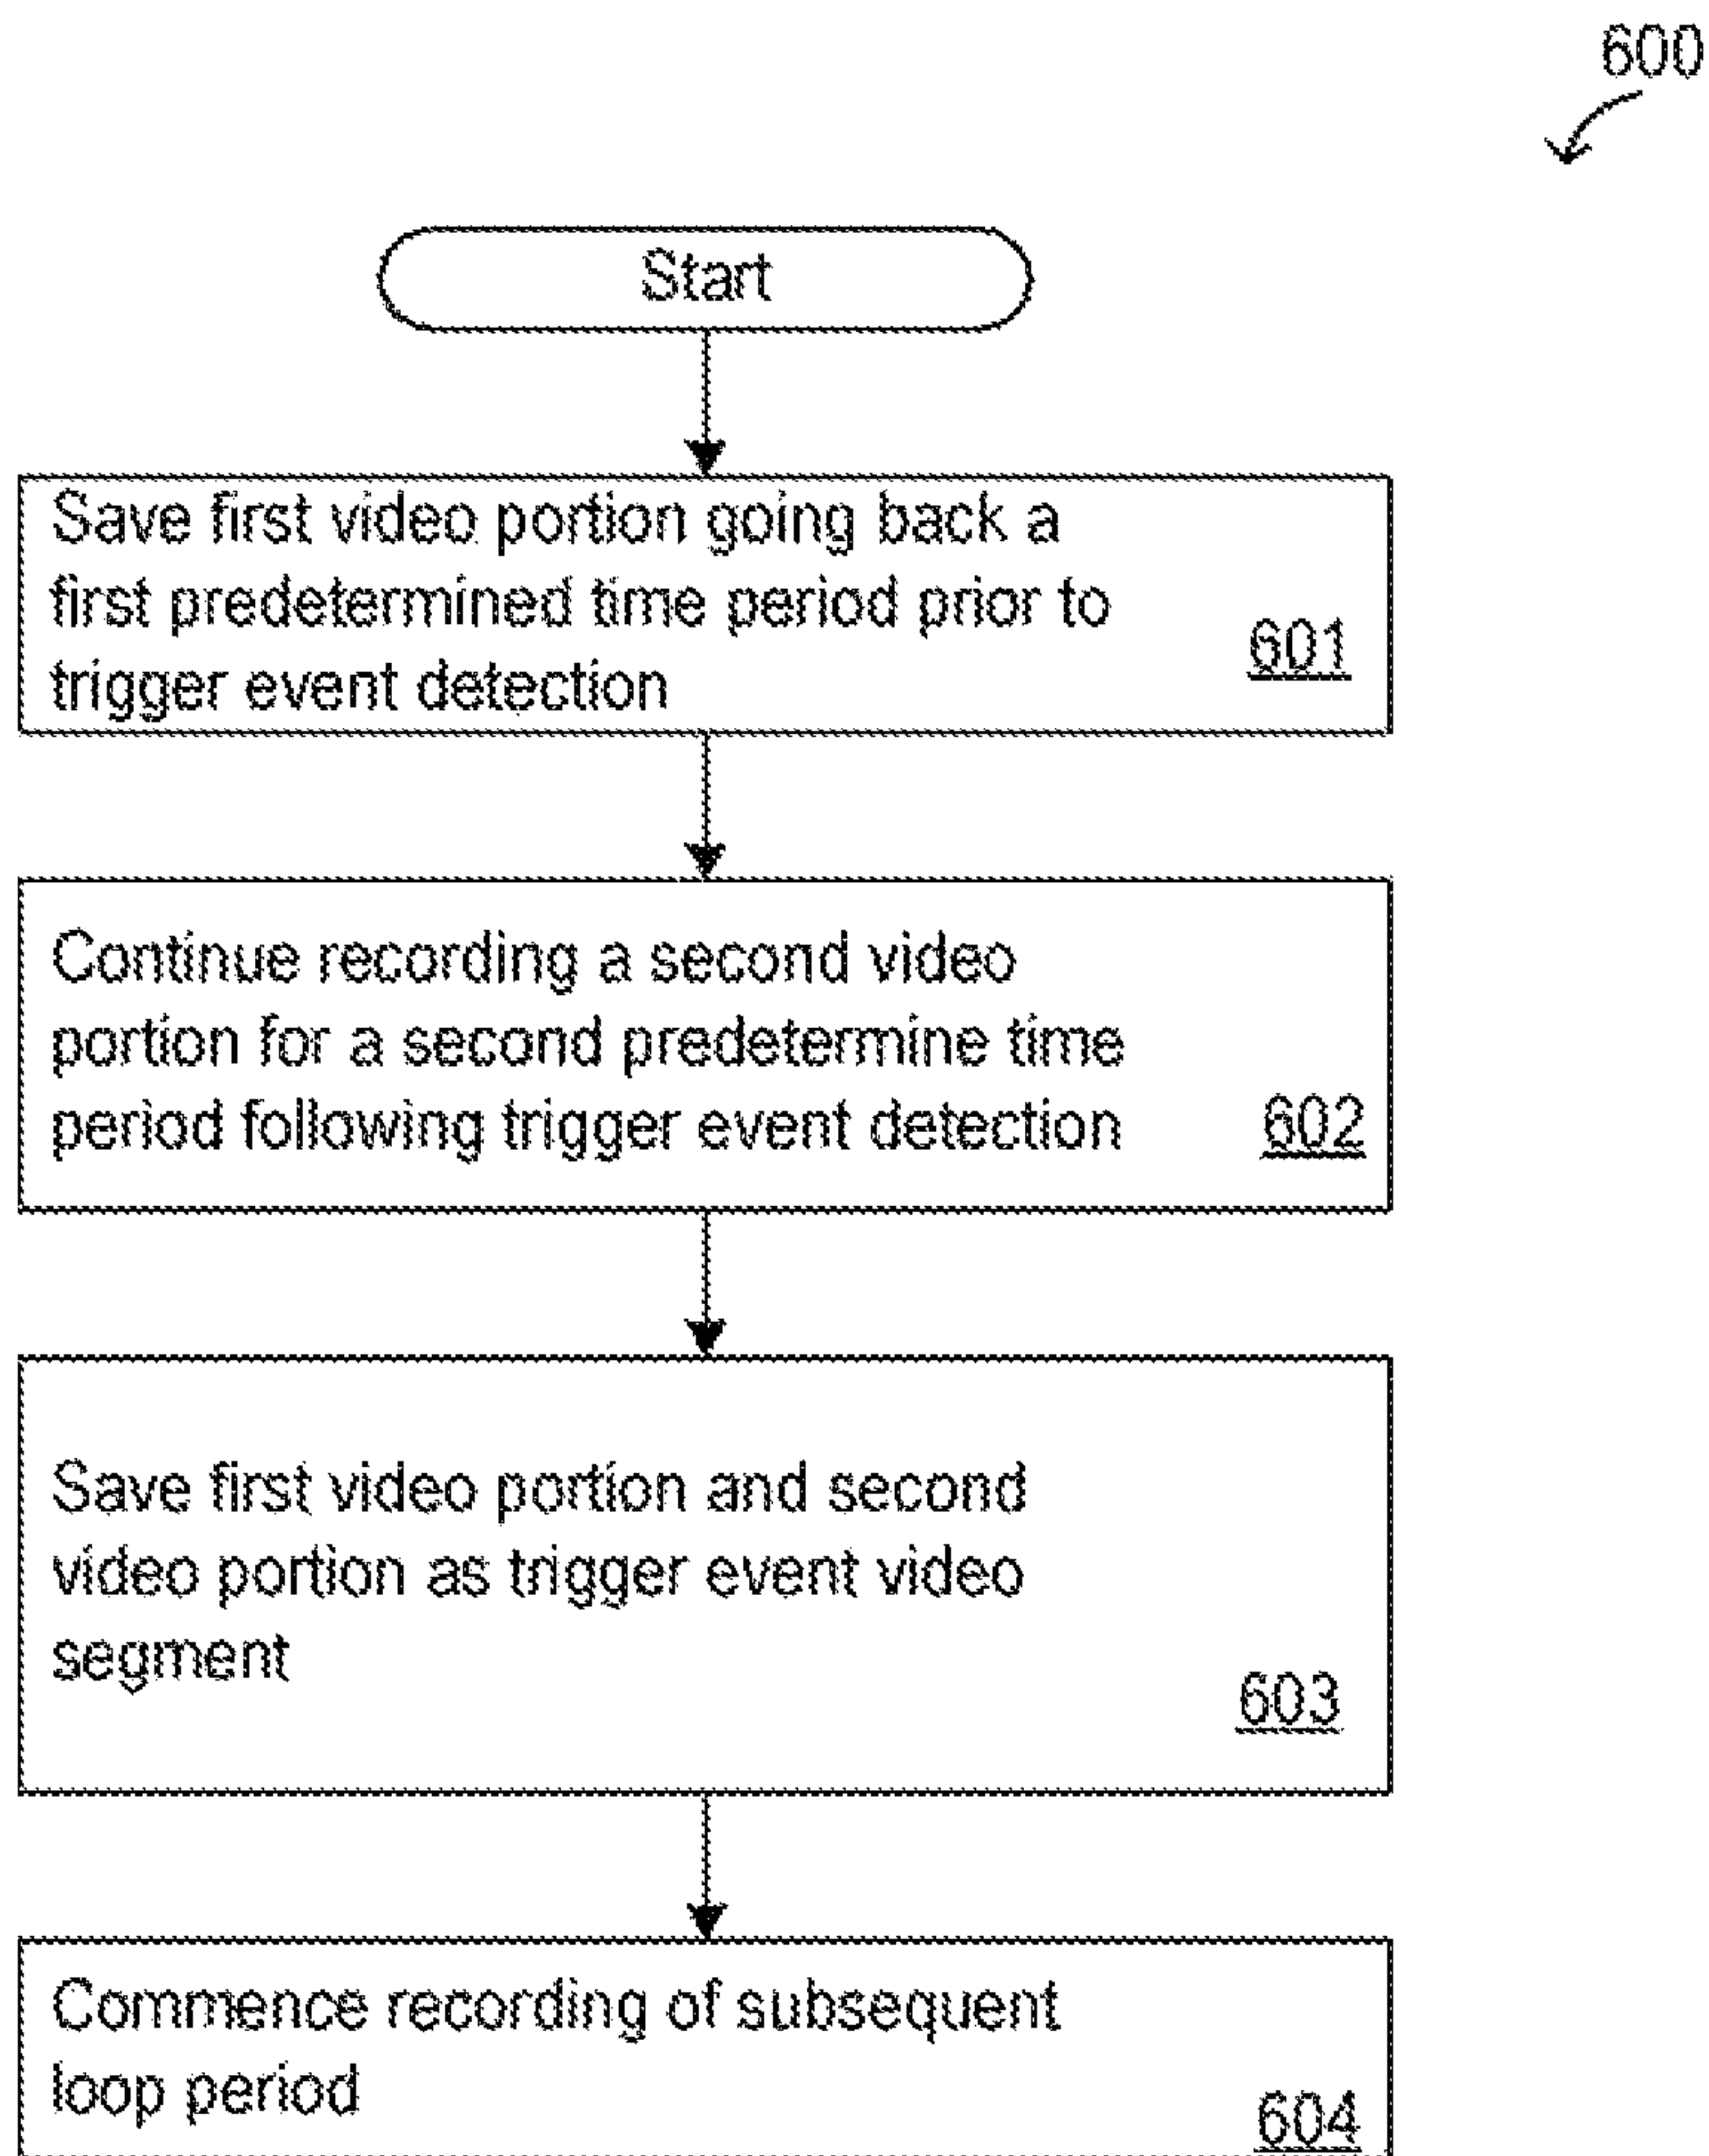 600
Start
Save first video portion going back a
first predetermined time period prior to
trigger event detection
601
Continue recording a second video
portion for a second predetermine time
period following trigger event detection
602
Save first video portion and second
video portion as trigger event video
segment
603
Commence recording of subsequent
loop period
604